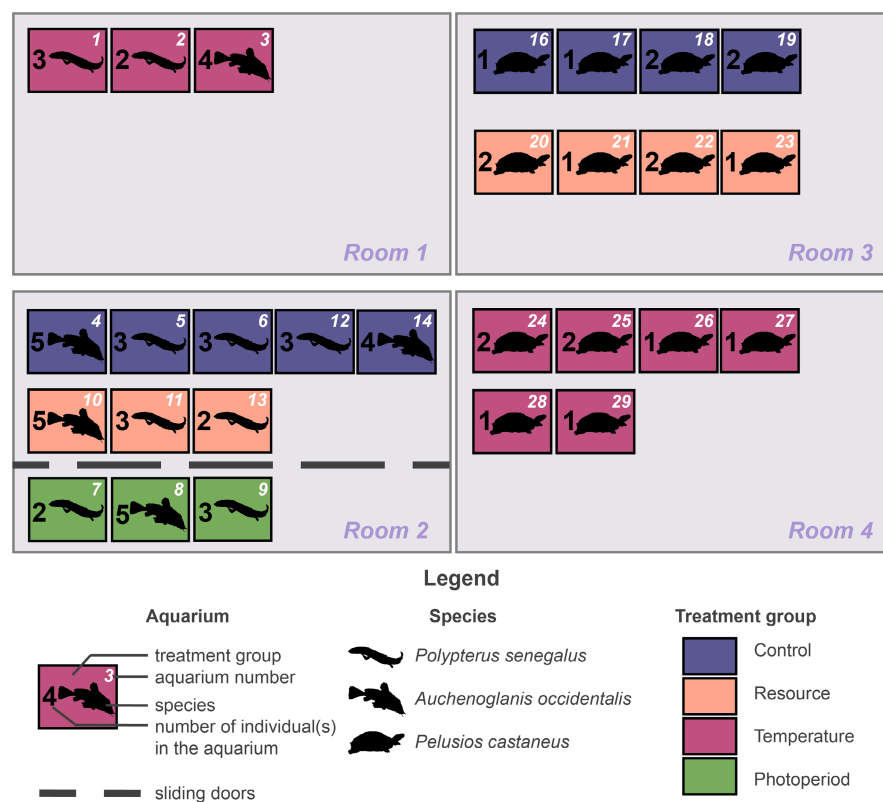 1 2 3
3 2 4
Room 1
16 17 18 19
1 1 2 2
20 21 22 23
2 1 2 1
Room 3
4 5 6 12 14
5 3 3 3 4
10 11 13
5 3 2
7 8 9
2 5 3
Room 2
24 25 26 27
2 2 1 1
28 29
1 1
Room 4
Legend
Aquarium
3
4
treatment group
aquarium number
species
number of individual(s)
in the aquarium
sliding doors
Species
Polypterus senegalus
Auchenoglanis occidentalis
Pelusios castaneus
Treatment group
Control
Resource
Temperature
Photoperiod